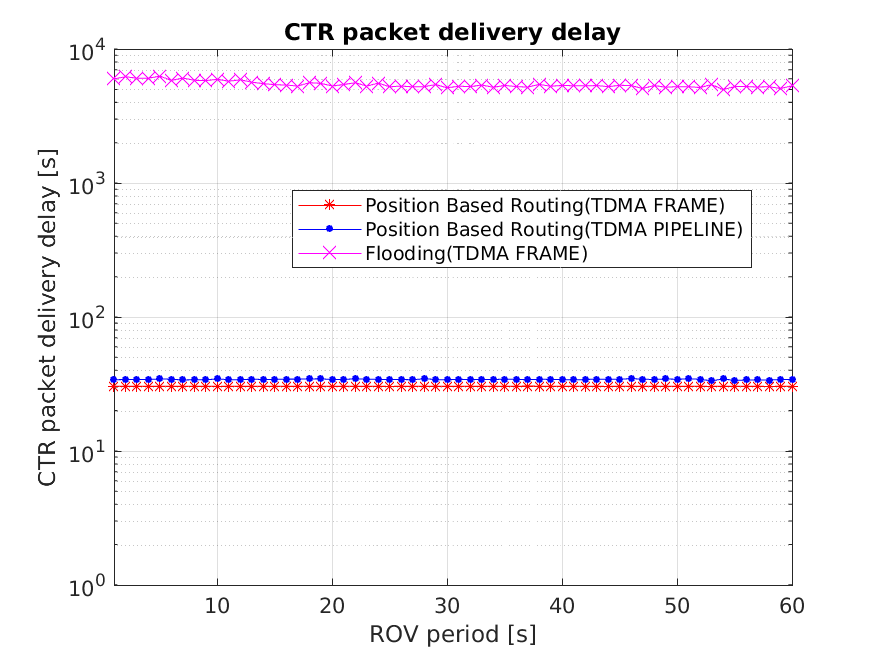 CTR packet delivery delay
CTR packet delivery delay [s]
10^4
10^3
10^2
10^1
10^0
Position Based Routing(TDMA FRAME)
Position Based Routing(TDMA PIPELINE)
Flooding(TDMA FRAME)
10 20 30 40 50 60
ROV period [s]